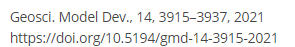 Geosci. Model Dev., 14, 3915–3937, 2021
https://doi.org/10.5194/gmd-14-3915-2021